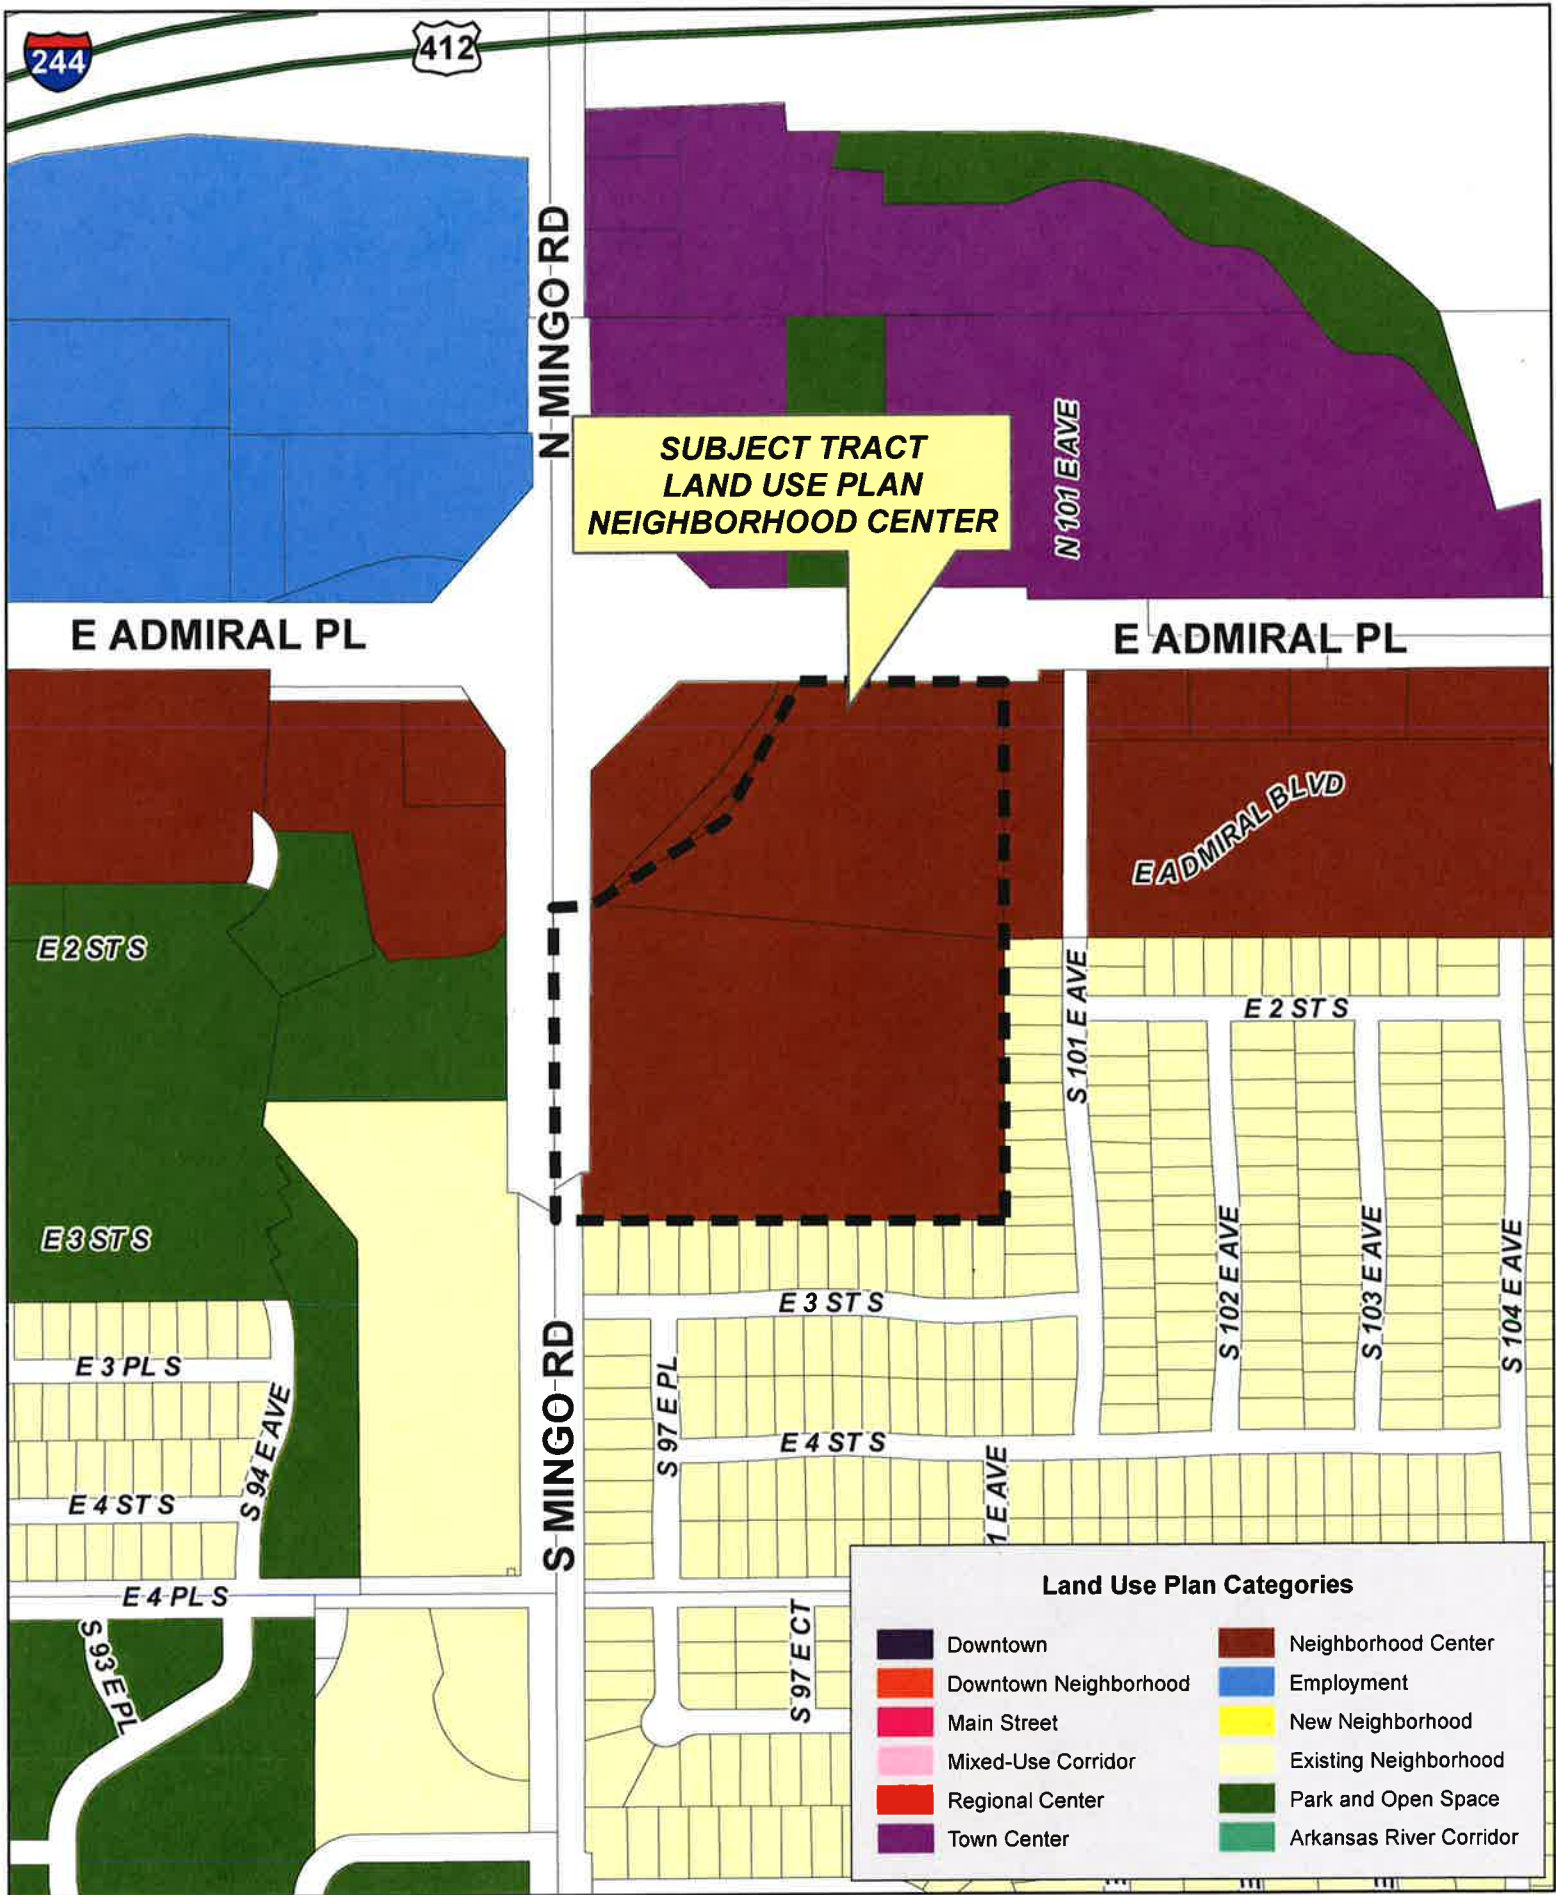 244
412
N MINGO RD
SUBJECT TRACT
LAND USE PLAN
NEIGHBORHOOD CENTER
N 101 E AVE
E ADMIRAL PL
E ADMIRAL PL
E ADMIRAL BLVD
E 2 ST S
S 101 E AVE
E 2 ST S
E 3 ST S
S 102 E AVE
S 103 E AVE
S 104 E AVE
E 3 ST S
E 3 PL S
S 94 E AVE
S MINGO RD
S 97 E PL
E 4 ST S
E 4 ST S
1 E AVE
E 4 PL S
S 93 E PL
S 97 E CT
Land Use Plan Categories
Downtown
Downtown Neighborhood
Main Street
Mixed-Use Corridor
Regional Center
Town Center
Neighborhood Center
Employment
New Neighborhood
Existing Neighborhood
Park and Open Space
Arkansas River Corridor